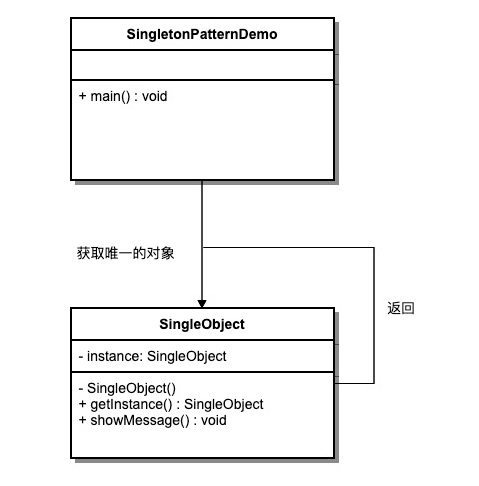 SingletonPatternDemo
+ main() : void
获取唯一的对象
返回
SingleObject
- instance: SingleObject
- SingleObject()
+ getInstance() : SingleObject
+ showMessage() : void